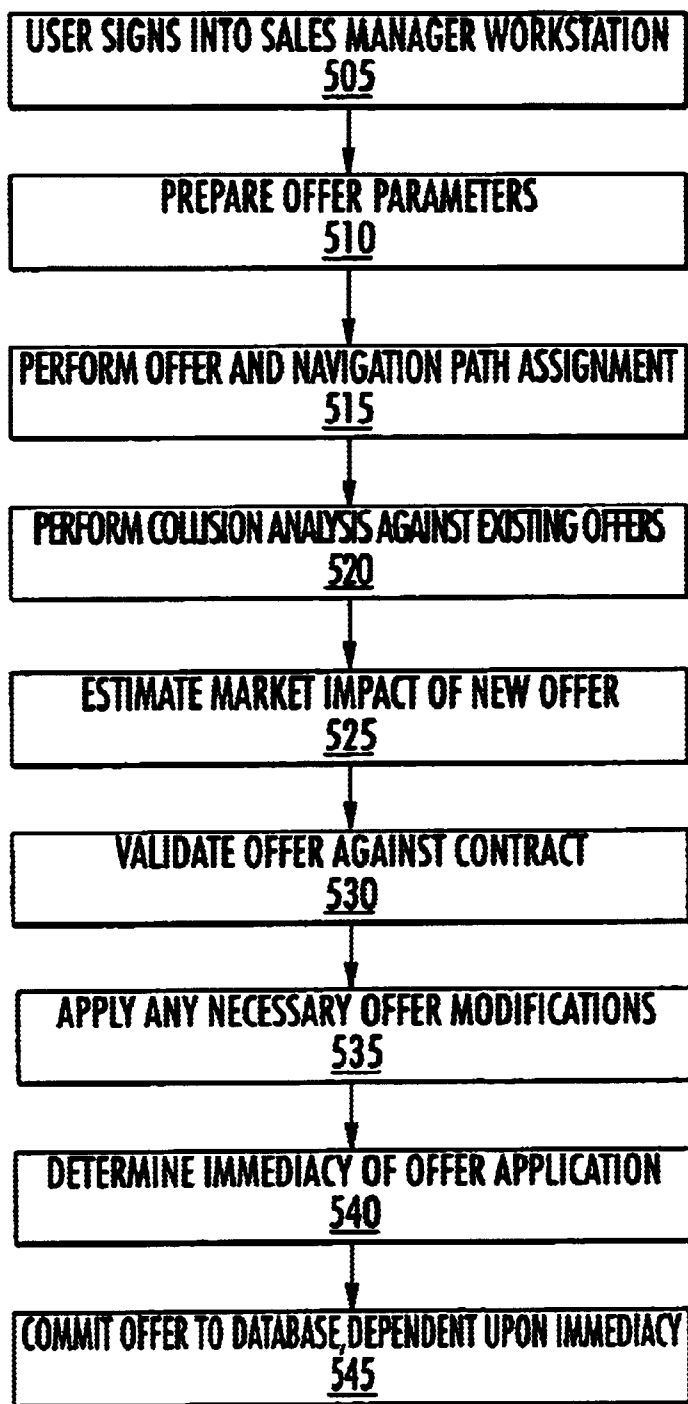 USER SIGNS INTO SALES MANAGER WORKSTATION
505
PREPARE OFFER PARAMETERS
510
PERFORM OFFER AND NAVIGATION PATH ASSIGNMENT
515
PERFORM COLLISION ANALYSIS AGAINST EXISTING OFFERS
520
ESTIMATE MARKET IMPACT OF NEW OFFER
525
VALIDATE OFFER AGAINST CONTRACT
530
APPLY ANY NECESSARY OFFER MODIFICATIONS
535
DETERMINE IMMEDIACY OF OFFER APPLICATION
540
COMMIT OFFER TO DATABASE, DEPENDENT UPON IMMEDIACY
545